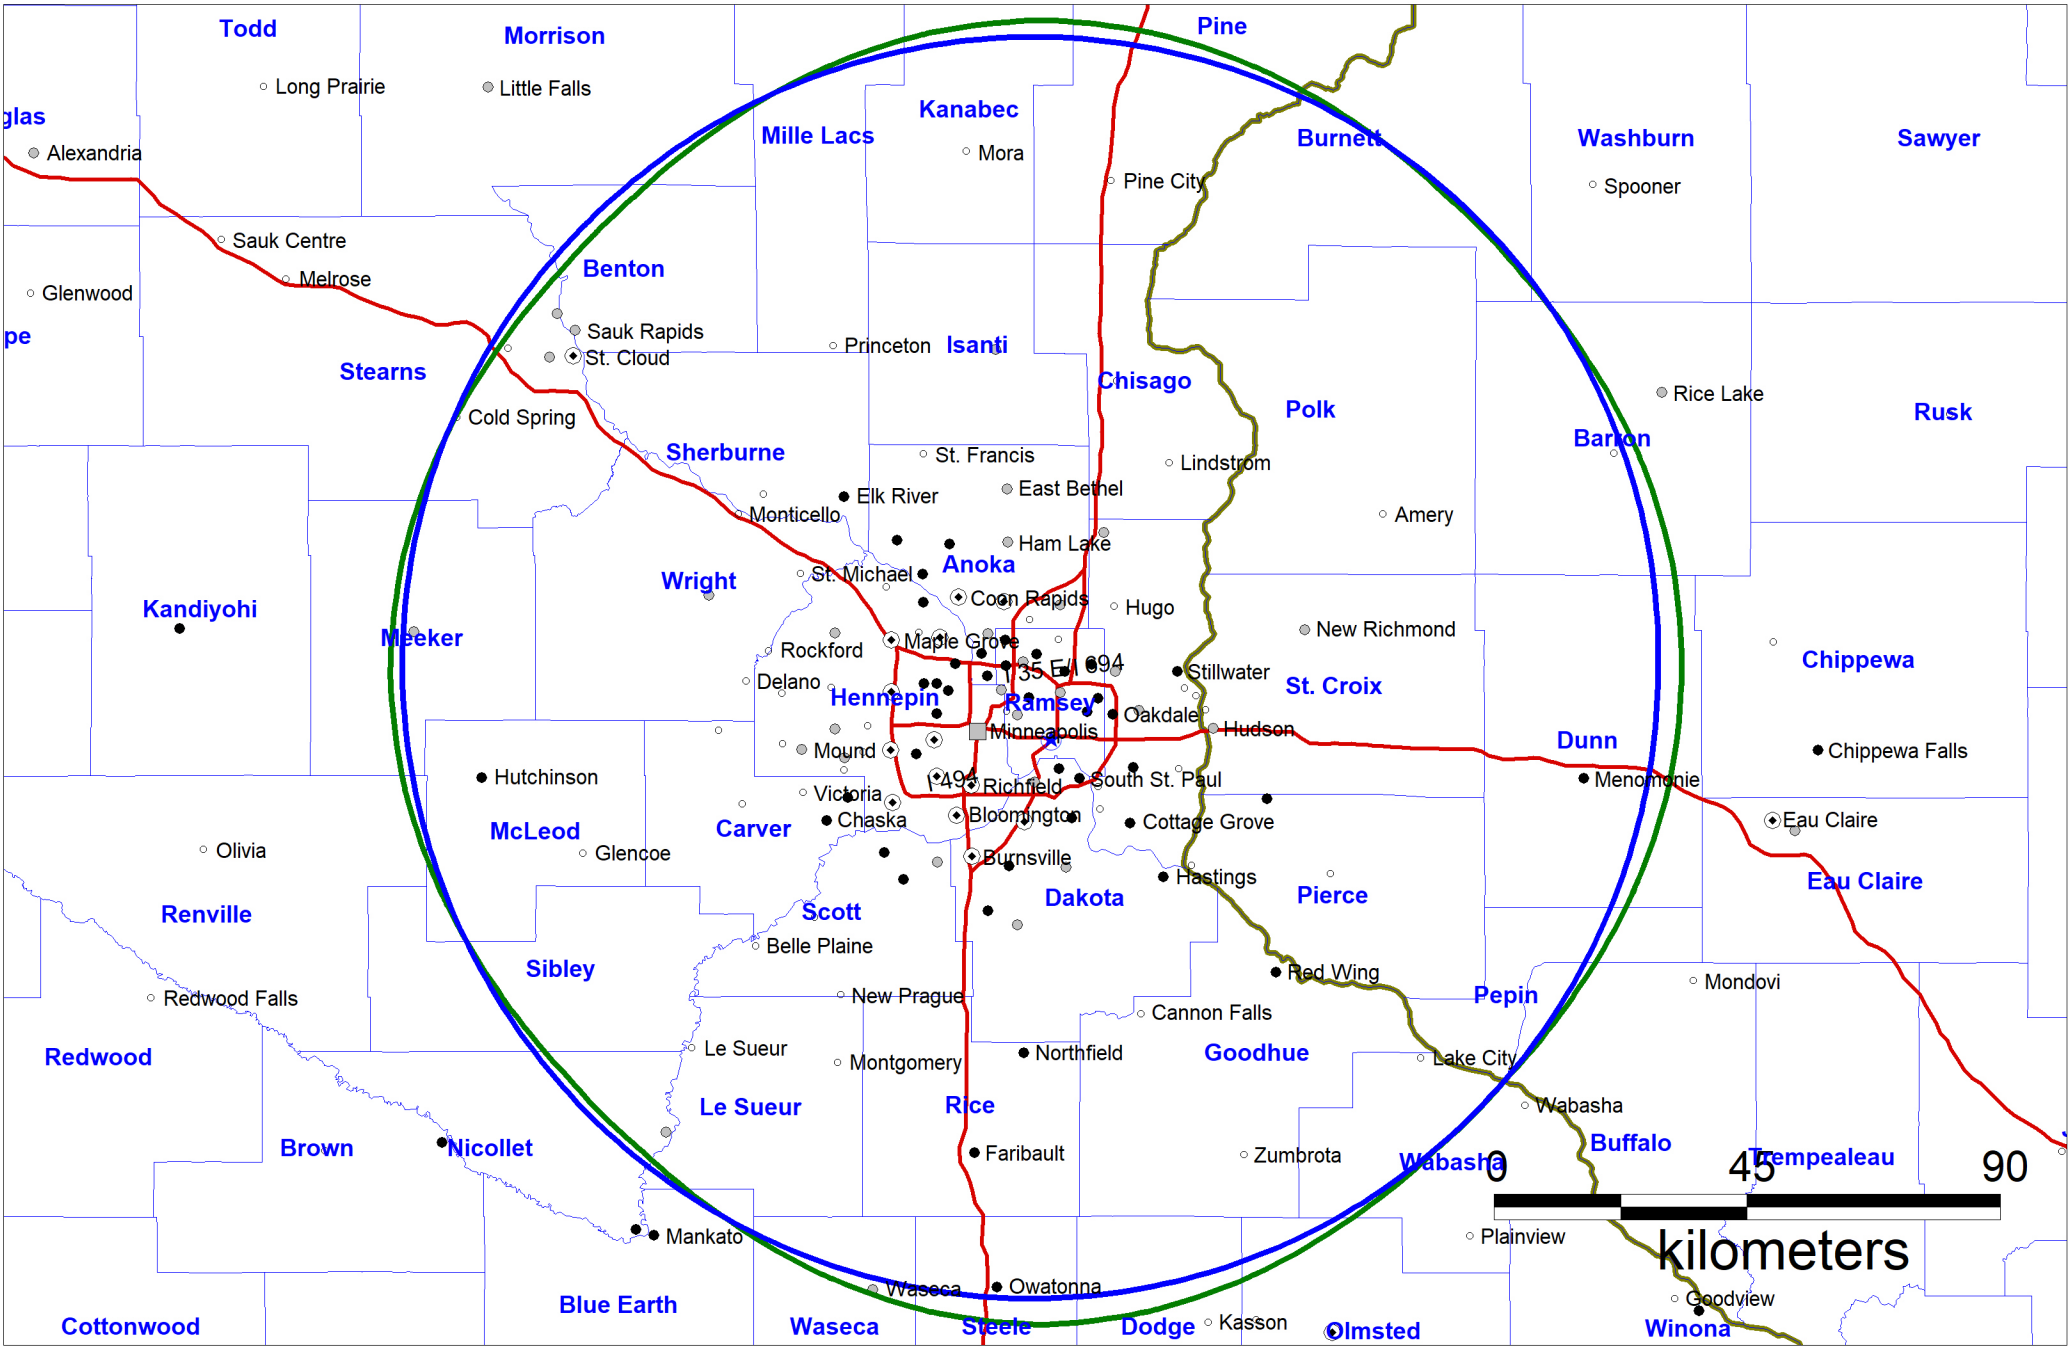 Todd
Morrison
Pine
Long Prairie
Little Falls
glas
Kanabec
Mille Lacs
Burnett
Washburn
Sawyer
Alexandria
Mora
Pine City
Spooner
Sauk Centre
Benton
Melrose
Glenwood
Sauk Rapids
pe
Princeton
Isanti
St. Cloud
Stearns
Chisago
Rice Lake
Polk
Rusk
Cold Spring
Barron
Sherburne
St. Francis
Lindstrom
East Bethel
Elk River
Monticello
Amery
Ham Lake
Anoka
St. Michael
Wright
Coon Rapids
Hugo
Kandiyohi
New Richmond
Meeker
Maple Grove
Rockford
I 35 E/I 694
Chippewa
Stillwater
Delano
St. Croix
Hennepin
Ramsey
Oakdale
Minneapolis
Hudson
Dunn
Mound
Chippewa Falls
Hutchinson
I 494
Richfield
South St. Paul
Menomonie
Victoria
Bloomington
Chaska
Cottage Grove
Eau Claire
McLeod
Carver
Olivia
Glencoe
Burnsville
Hastings
Eau Claire
Pierce
Dakota
Renville
Scott
Belle Plaine
Sibley
Red Wing
Mondovi
Pepin
New Prague
Redwood Falls
Cannon Falls
Redwood
Le Sueur
Northfield
Goodhue
Montgomery
Lake City
Le Sueur
Rice
Wabasha
Brown
Nicollet
Faribault
Zumbrota
Wabasha
Buffalo
Trempealeau
0 45 90
Mankato
Plainview
kilometers
Waseca
Owatonna
Goodview
Blue Earth
Cottonwood
Waseca
Steele
Dodge
Kasson
Olmsted
Winona